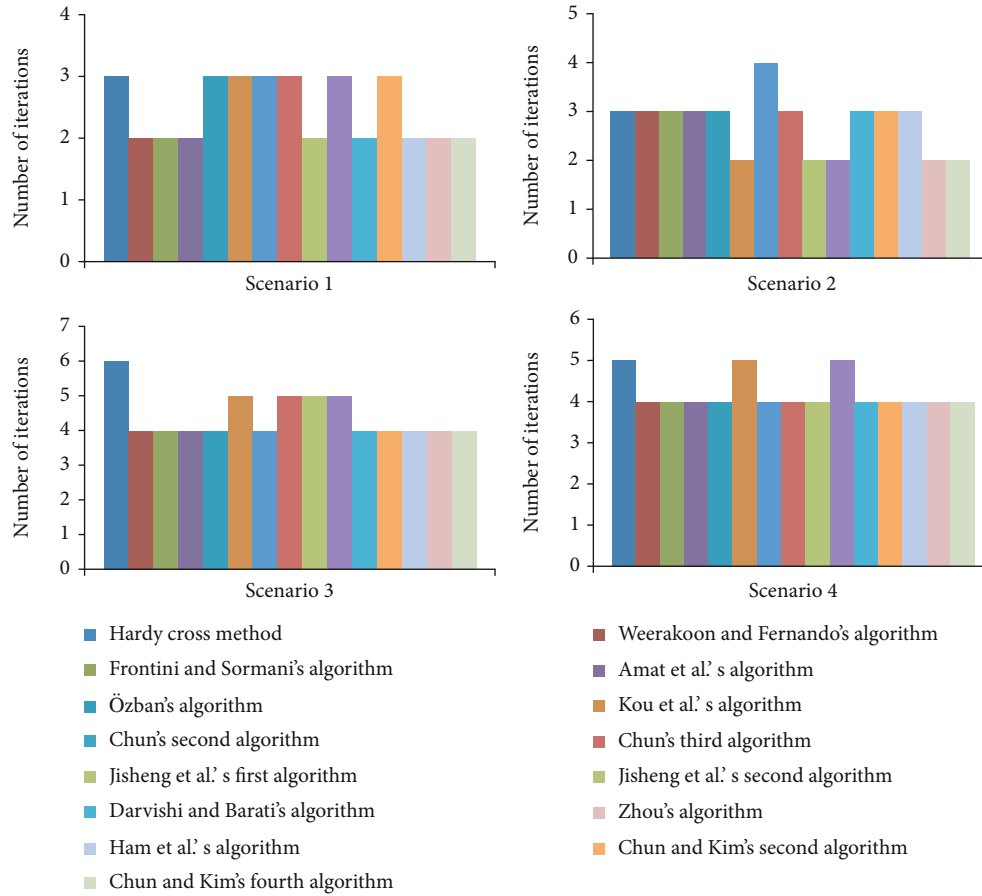 Number of iterations
4
3
2
1
0
Scenario 1
Number of iterations
5
4
3
2
1
0
Scenario 2
Number of iterations
7
6
5
4
3
2
1
0
Scenario 3
Number of iterations
6
5
4
3
2
1
0
Scenario 4
Hardy cross method
Frontini and Sormani's algorithm
Özban's algorithm
Chun's second algorithm
Jisheng et al.' s first algorithm
Darvishi and Barati's algorithm
Ham et al.' s algorithm
Chun and Kim's fourth algorithm
Weerakoon and Fernando's algorithm
Amat et al.' s algorithm
Kou et al.' s algorithm
Chun's third algorithm
Jisheng et al.' s second algorithm
Zhou's algorithm
Chun and Kim's second algorithm